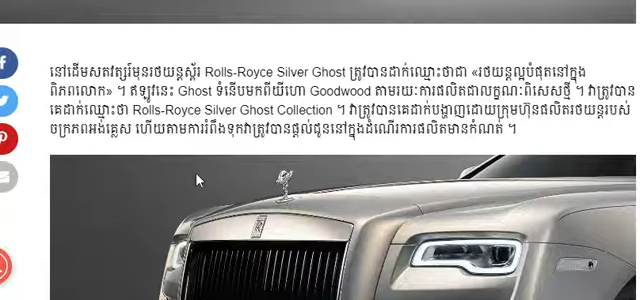 នៅដើមសតវត្សរ៍មុនរថយន្តស៊េរី Rolls-Royce Silver Ghost ត្រូវបានដាក់ឈ្មោះថាជា «រថយន្តល្អបំផុតនៅក្នុង
ពិភពលោក» ។ ឥឡូវនេះ Ghost ទំនើបមកពីយីហោ Goodwood តាមរយៈការផលិតជាលក្ខណៈពិសេសថ្មី ។ វាត្រូវបាន
គេដាក់ឈ្មោះថា Rolls-Royce Silver Ghost Collection ។ វាត្រូវបានគេដាក់បង្ហាញដោយក្រុមហ៊ុនផលិតរថយន្តរបស់
ចក្រភពអង់គ្លេស ហើយតាមការរំពឹងទុកវាត្រូវបានផ្តល់ជូននៅក្នុងដំណើរការផលិតមានកំណត់ ។